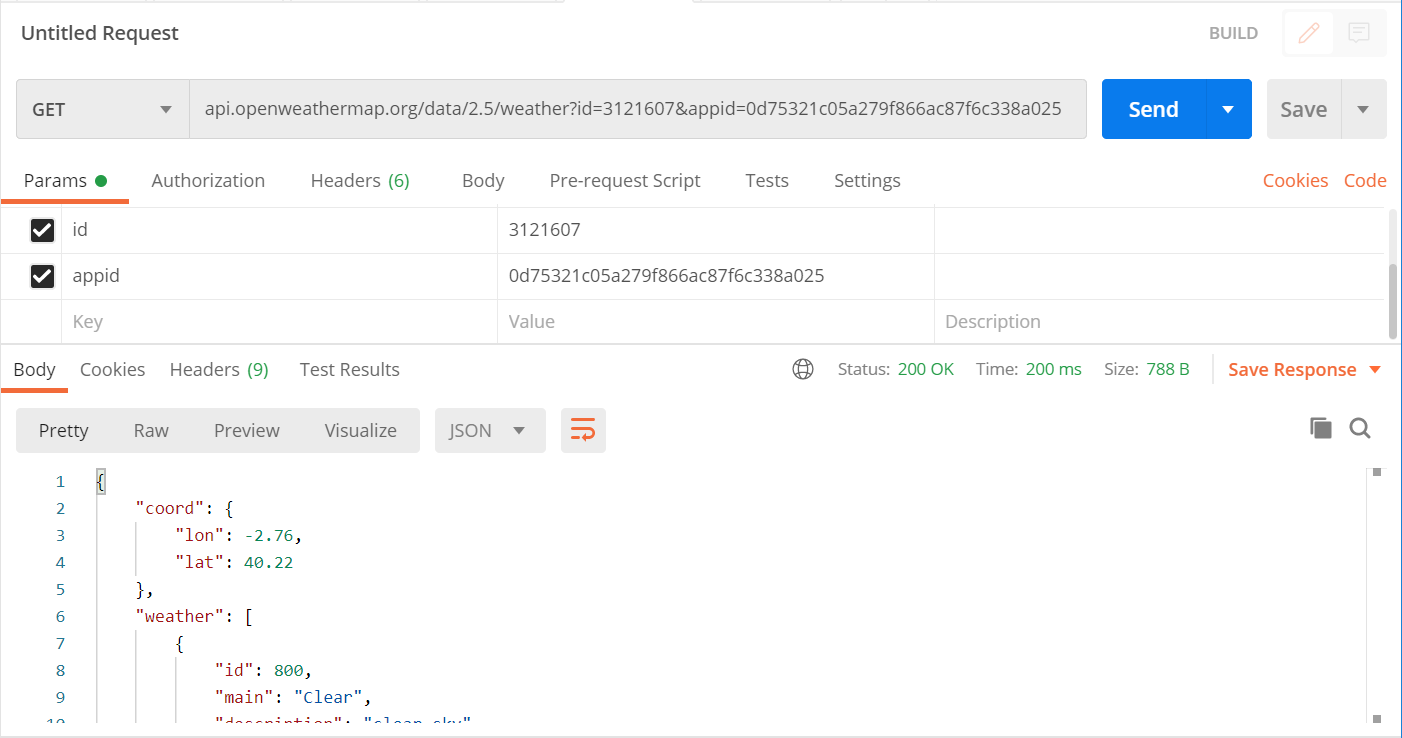 Untitled Request BUILD
GET api.openweathermap.org/data/2.5/weather?id=3121607&appid=0d75321c05a279f866ac87f6c338a025 Send Save
Params Authorization Headers (6) Body Pre-request Script Tests Settings Cookies Code
id 3121607
appid 0d75321c05a279f866ac87f6c338a025
Key Value Description
Body Cookies Headers (9) Test Results Status: 200 OK Time: 200 ms Size: 788 B Save Response
Pretty Raw Preview Visualize JSON
1 {
2 "coord": {
3 "lon": -2.76,
4 "lat": 40.22
5 },
6 "weather": [
7 {
8 "id": 800,
9 "main": "Clear",
10 "description": "clear sky"